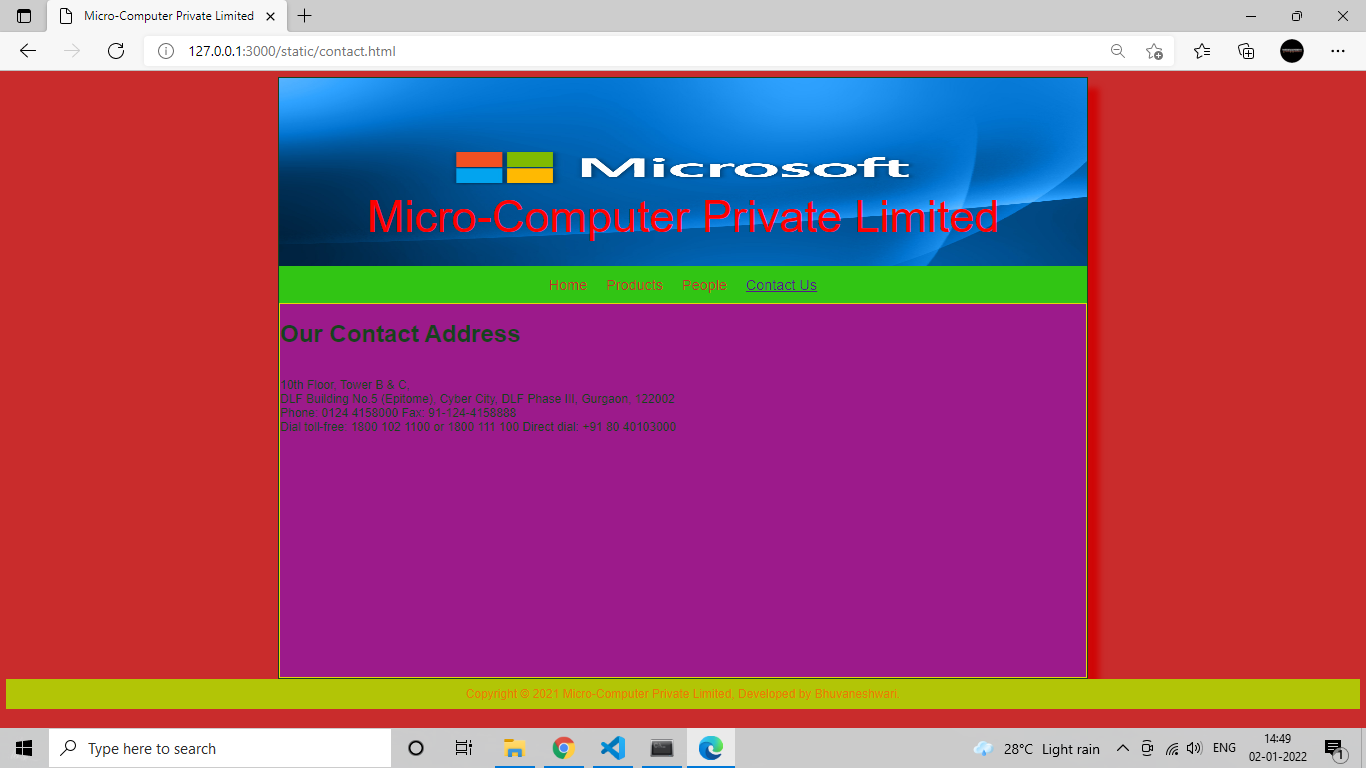 Micro-Computer Private Limited
127.0.0.1:3000/static/contact.html
Microsoft
Micro-Computer Private Limited
Home Products People Contact Us
Our Contact Address
10th Floor, Tower B & C,
DLF Building No.5 (Epitome), Cyber City, DLF Phase III, Gurgaon, 122002
Phone: 0124 4158000 Fax: 91-124-4158888
Dial toll-free: 1800 102 1100 or 1800 111 100 Direct dial: +91 80 40103000
Copyright © 2021 Micro-Computer Private Limited, Developed by Bhuvaneshwari.
Type here to search
28°C Light rain
ENG
14:49
02-01-2022
1